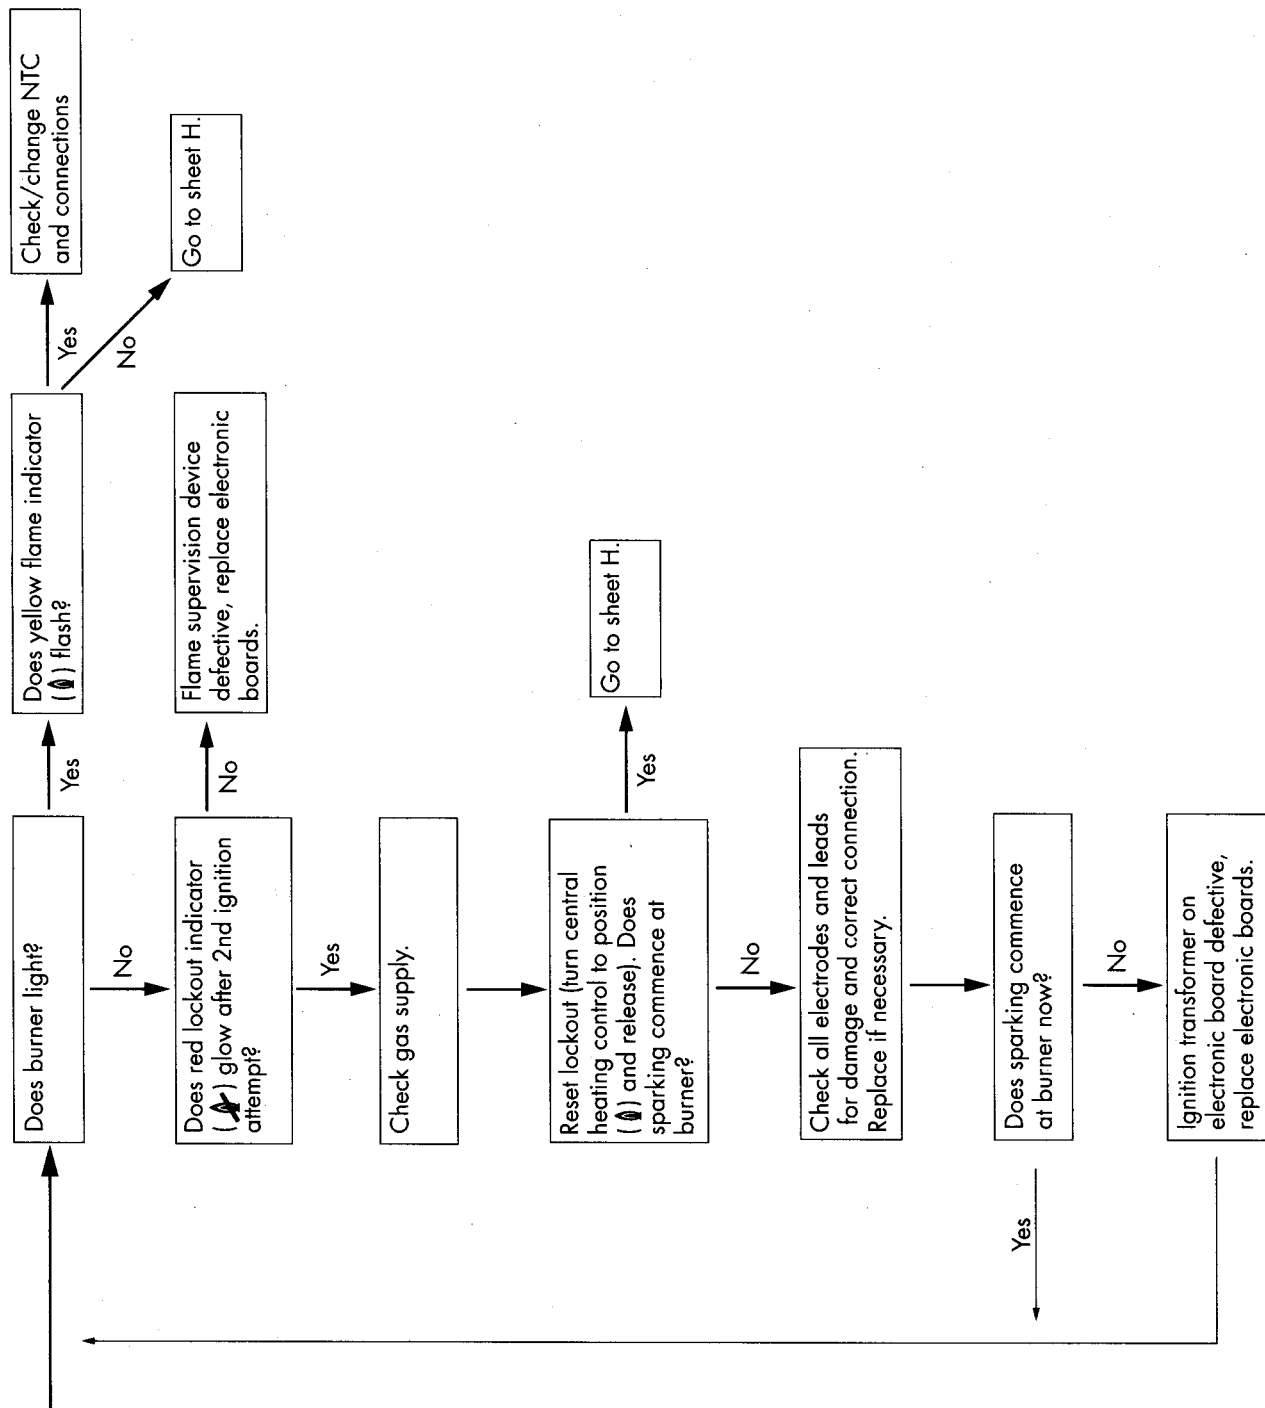 Does burner light?
Yes
Does yellow flame indicator
( ) flash?
Yes
Check/change NTC
and connections
No
Go to sheet H.
No
Does red lockout indicator
( ) glow after 2nd ignition
attempt?
No
Flame supervision device
defective, replace electronic
boards.
Yes
Check gas supply.
Reset lockout (turn central
heating control to position
( ) and release). Does
sparking commence at
burner?
Yes
Go to sheet H.
No
Check all electrodes and leads
for damage and correct connection.
Replace if necessary.
Does sparking commence
at burner now?
Yes
No
Ignition transformer on
electronic board defective,
replace electronic boards.